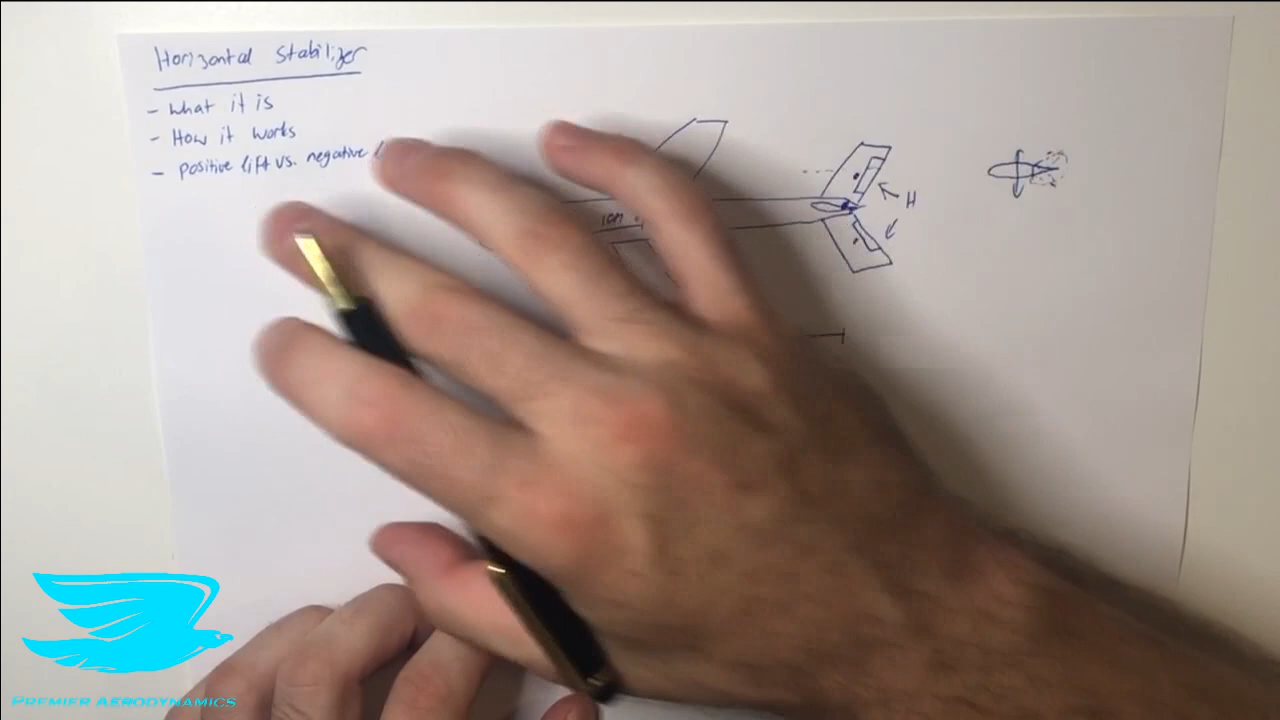 Horizontal Stabilizer
- What it is
- How it works
- positive lift vs. negative
H
PREMIER AERODYNAMICS